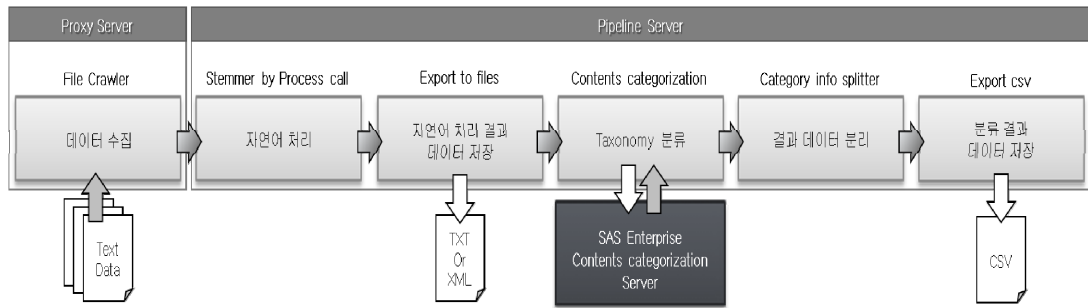 Proxy Server
Pipeline Server
File Crawler
Stemmer by Process call
Export to files
Contents categorization
Category info splitter
Export csv
데이터 수집
자연어 처리
자연어 처리 결과
데이터 저장
Taxonomy 분류
결과 데이터 분리
분류 결과
데이터 저장
Text
Data
TXT
Or
XML
SAS Enterprise
Contents categorization
Server
CSV